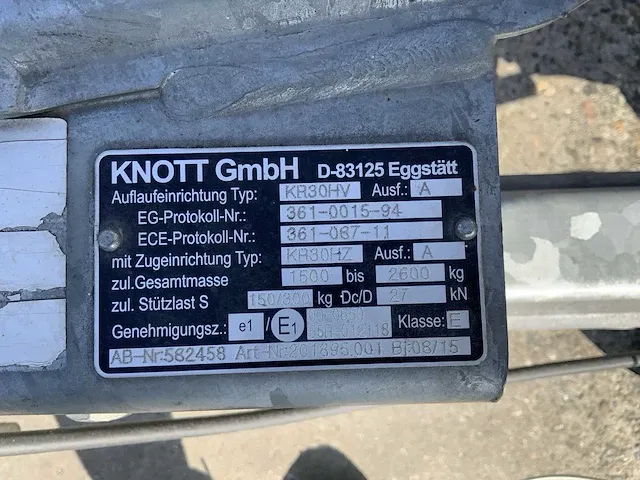 KNOTT GmbH D-83125 Eggstätt
Auflaufeinrichtung Typ: KR30HV Ausf.: A
EG-Protokoll-Nr.: 361-0015-94
ECE-Protokoll-Nr.: 361-067-11
mit Zugeinrichtung Typ: KR30HZ Ausf.: A
zul.Gesamtmasse 1500 bis 2600 kg
zul. Stützlast S 150/300 kg Dc/D 27 kN
Genehmigungsz.: e1 / E1 Klasse: E
AB-Nr:562458 Art-Nr:201896.001 Bj:08/15